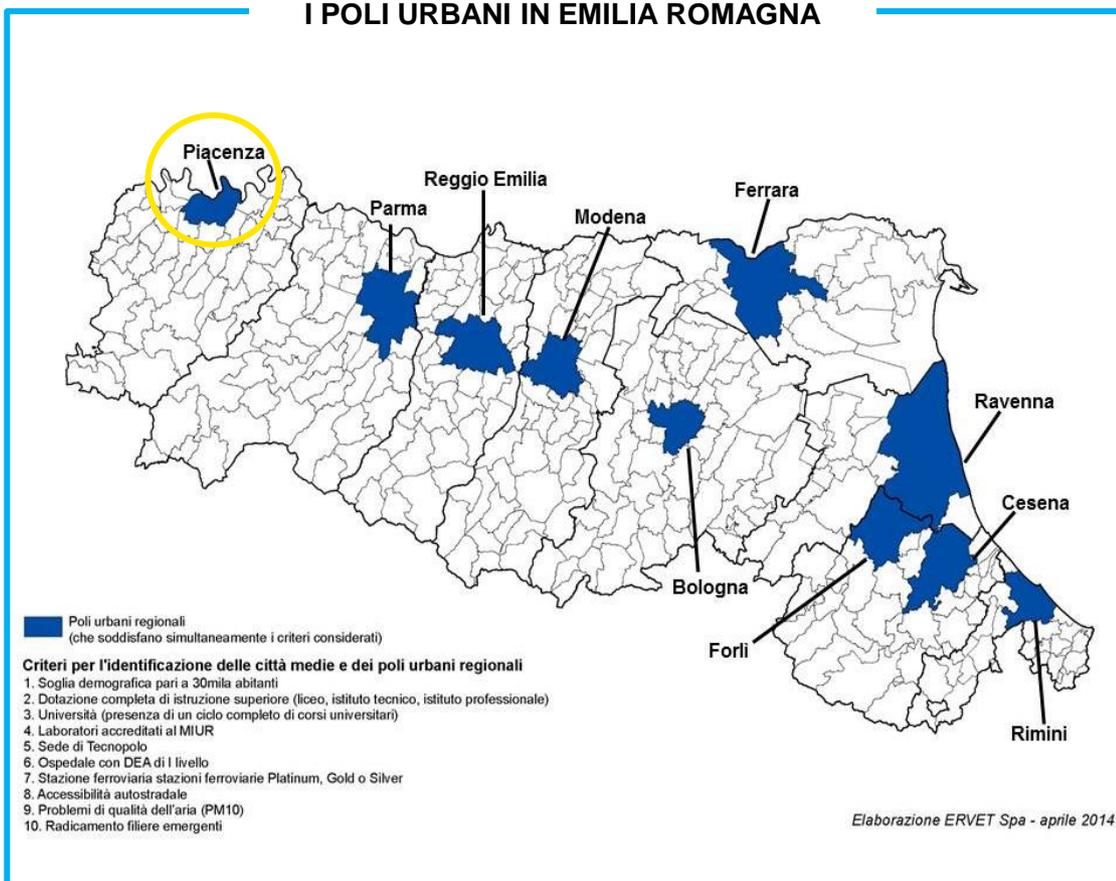 I POLI URBANI IN EMILIA ROMAGNA
Piacenza
Reggio Emilia
Parma
Modena
Ferrara
Ravenna
Cesena
Bologna
Forlì
Rimini
Poli urbani regionali
(che soddisfano simultaneamente i criteri considerati)
Criteri per l'identificazione delle città medie e dei poli urbani regionali
1. Soglia demografica pari a 30mila abitanti
2. Dotazione completa di istruzione superiore (liceo, istituto tecnico, istituto professionale)
3. Università (presenza di un ciclo completo di corsi universitari)
4. Laboratori accreditati al MIUR
5. Sede di Tecnopolo
6. Ospedale con DEA di I livello
7. Stazione ferroviaria stazioni ferroviarie Platinum, Gold o Silver
8. Accessibilità autostradale
9. Problemi di qualità dell'aria (PM10)
10. Radicamento filiere emergenti
Elaborazione ERVET Spa - aprile 2014